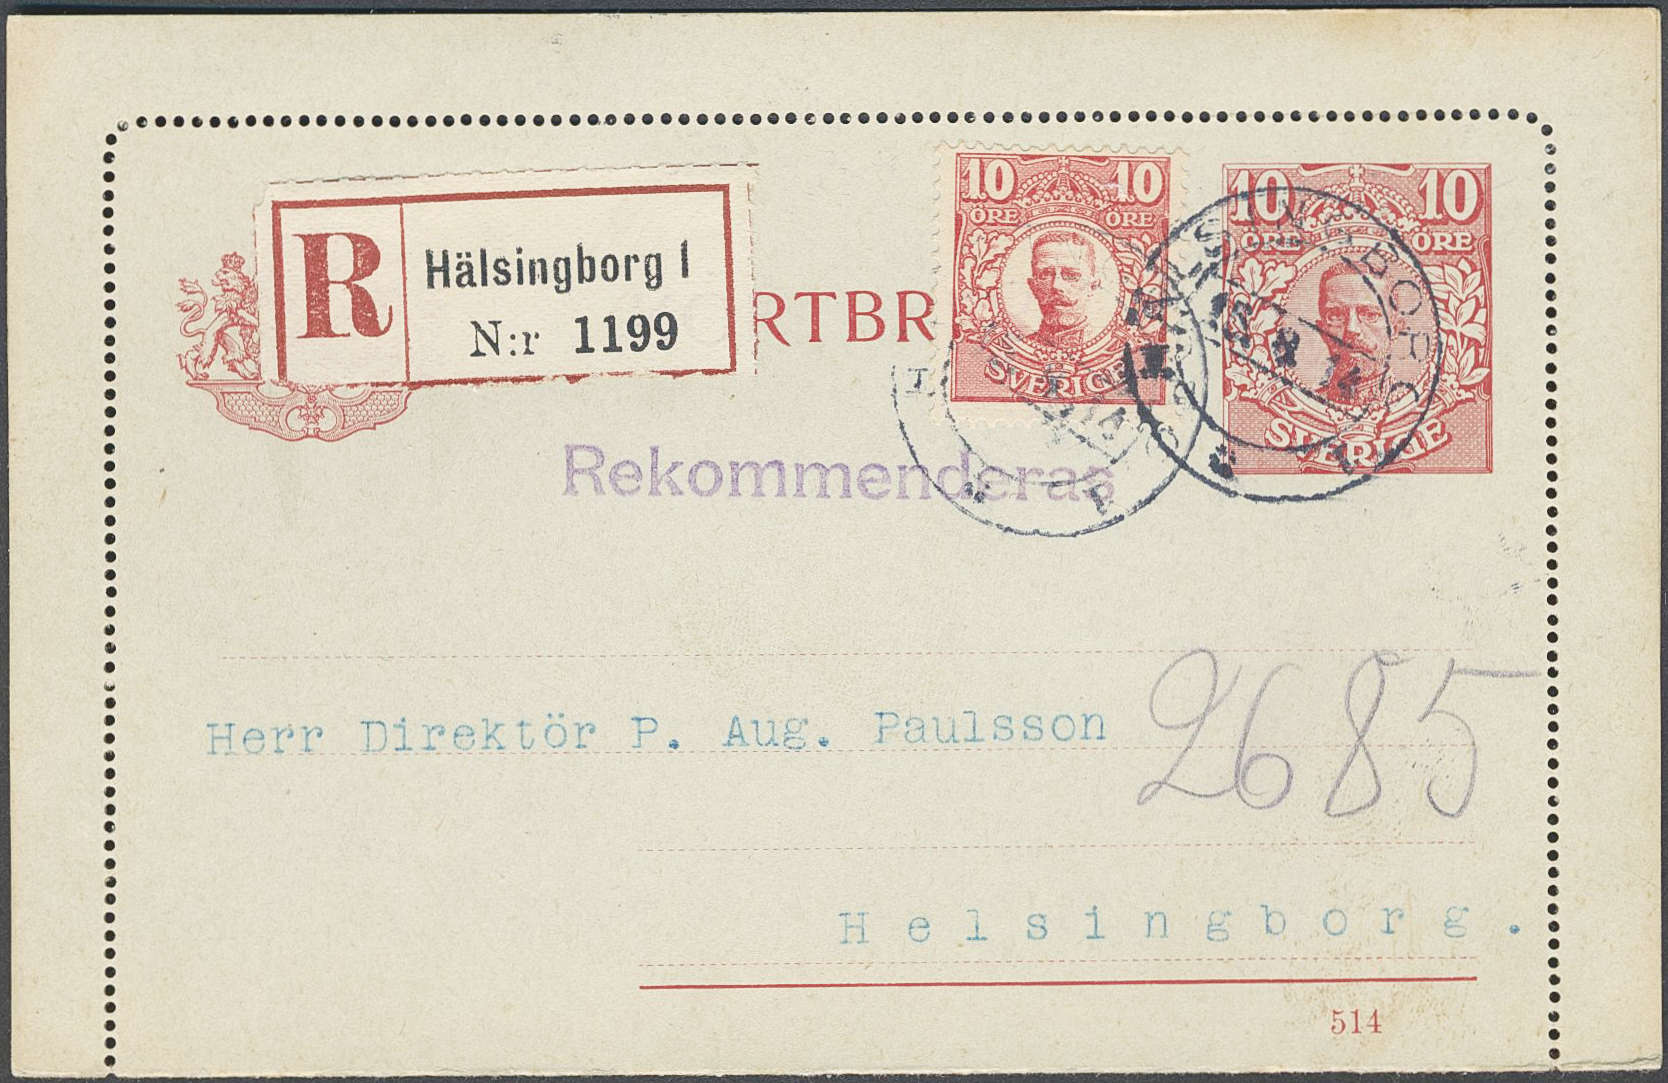 R
Hälsingborg 1
N:r 1199
RTBR
10 10
ÖRE ÖRE
SVERIGE
10 10
ÖRE ÖRE
SVERIGE
Rekommenderas
2685
Herr Direktör P. Aug. Paulsson
Helsingborg.
514